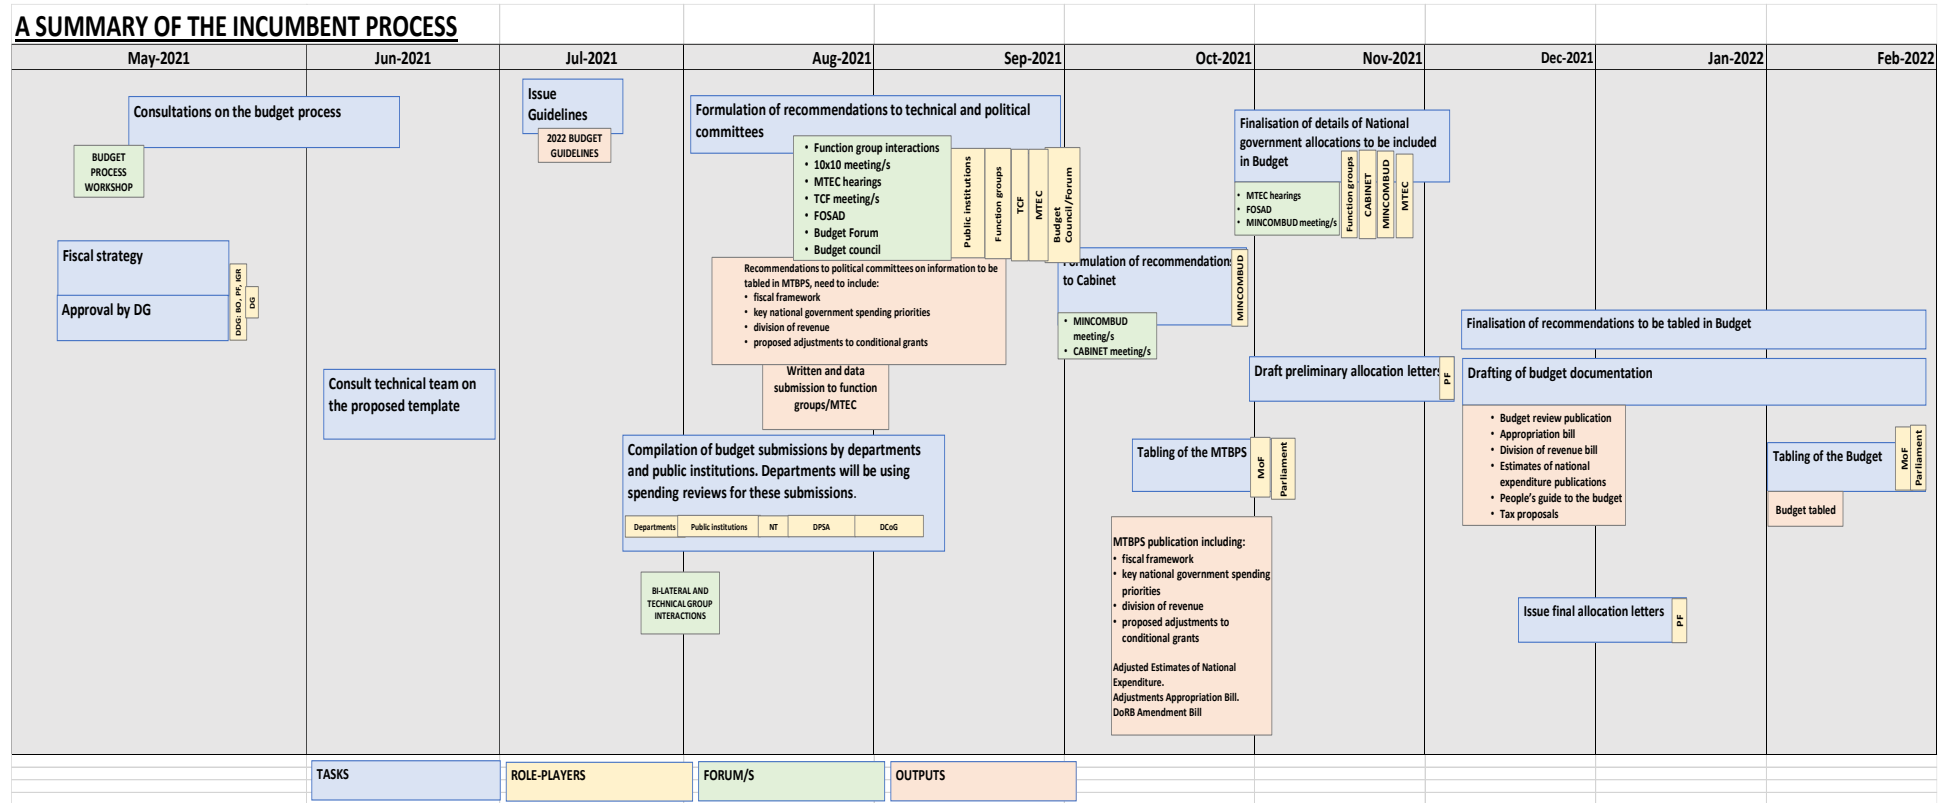 A SUMMARY OF THE INCUMBENT PROCESS
May-2021
Jun-2021
Jul-2021
Aug-2021
Sep-2021
Oct-2021
Nov-2021
Dec-2021
Jan-2022
Feb-2022
Consultations on the budget process
BUDGET
PROCESS
WORKSHOP
Fiscal strategy
Approval by DG
DDG: BO, PF, IGR
DG
Consult technical team on
the proposed template
Issue
Guidelines
2022 BUDGET
GUIDELINES
Formulation of recommendations to technical and political
committees
• Function group interactions
• 10x10 meeting/s
• MTEC hearings
• TCF meeting/s
• FOSAD
• Budget Forum
• Budget council
Public institutions
Function groups
TCF
MTEC
Budget
Council/Forum
Recommendations to political committees on information to be
tabled in MTBPS, need to include:
• fiscal framework
• key national government spending priorities
• division of revenue
• proposed adjustments to conditional grants
Written and data
submission to function
groups/MTEC
Compilation of budget submissions by departments
and public institutions. Departments will be using
spending reviews for these submissions.
Departments
Public institutions
NT
DPSA
DCoG
BI-LATERAL AND
TECHNICAL GROUP
INTERACTIONS
Formulation of recommendations
to Cabinet
MINCOMBUD
• MINCOMBUD
meeting/s
• CABINET meeting/s
Finalisation of details of National
government allocations to be included
in Budget
• MTEC hearings
• FOSAD
• MINCOMBUD meeting/s
Function groups
CABINET
MINCOMBUD
MTEC
Draft preliminary allocation letters
PF
Tabling of the MTBPS
MoF
Parliament
MTBPS publication including:
• fiscal framework
• key national government spending
priorities
• division of revenue
• proposed adjustments to
conditional grants
Adjusted Estimates of National
Expenditure.
Adjustments Appropriation Bill.
DoRB Amendment Bill
Finalisation of recommendations to be tabled in Budget
Drafting of budget documentation
• Budget review publication
• Appropriation bill
• Division of revenue bill
• Estimates of national
expenditure publications
• People's guide to the budget
• Tax proposals
Tabling of the Budget
MoF
Parliament
Budget tabled
Issue final allocation letters
PF
TASKS
ROLE-PLAYERS
FORUM/S
OUTPUTS